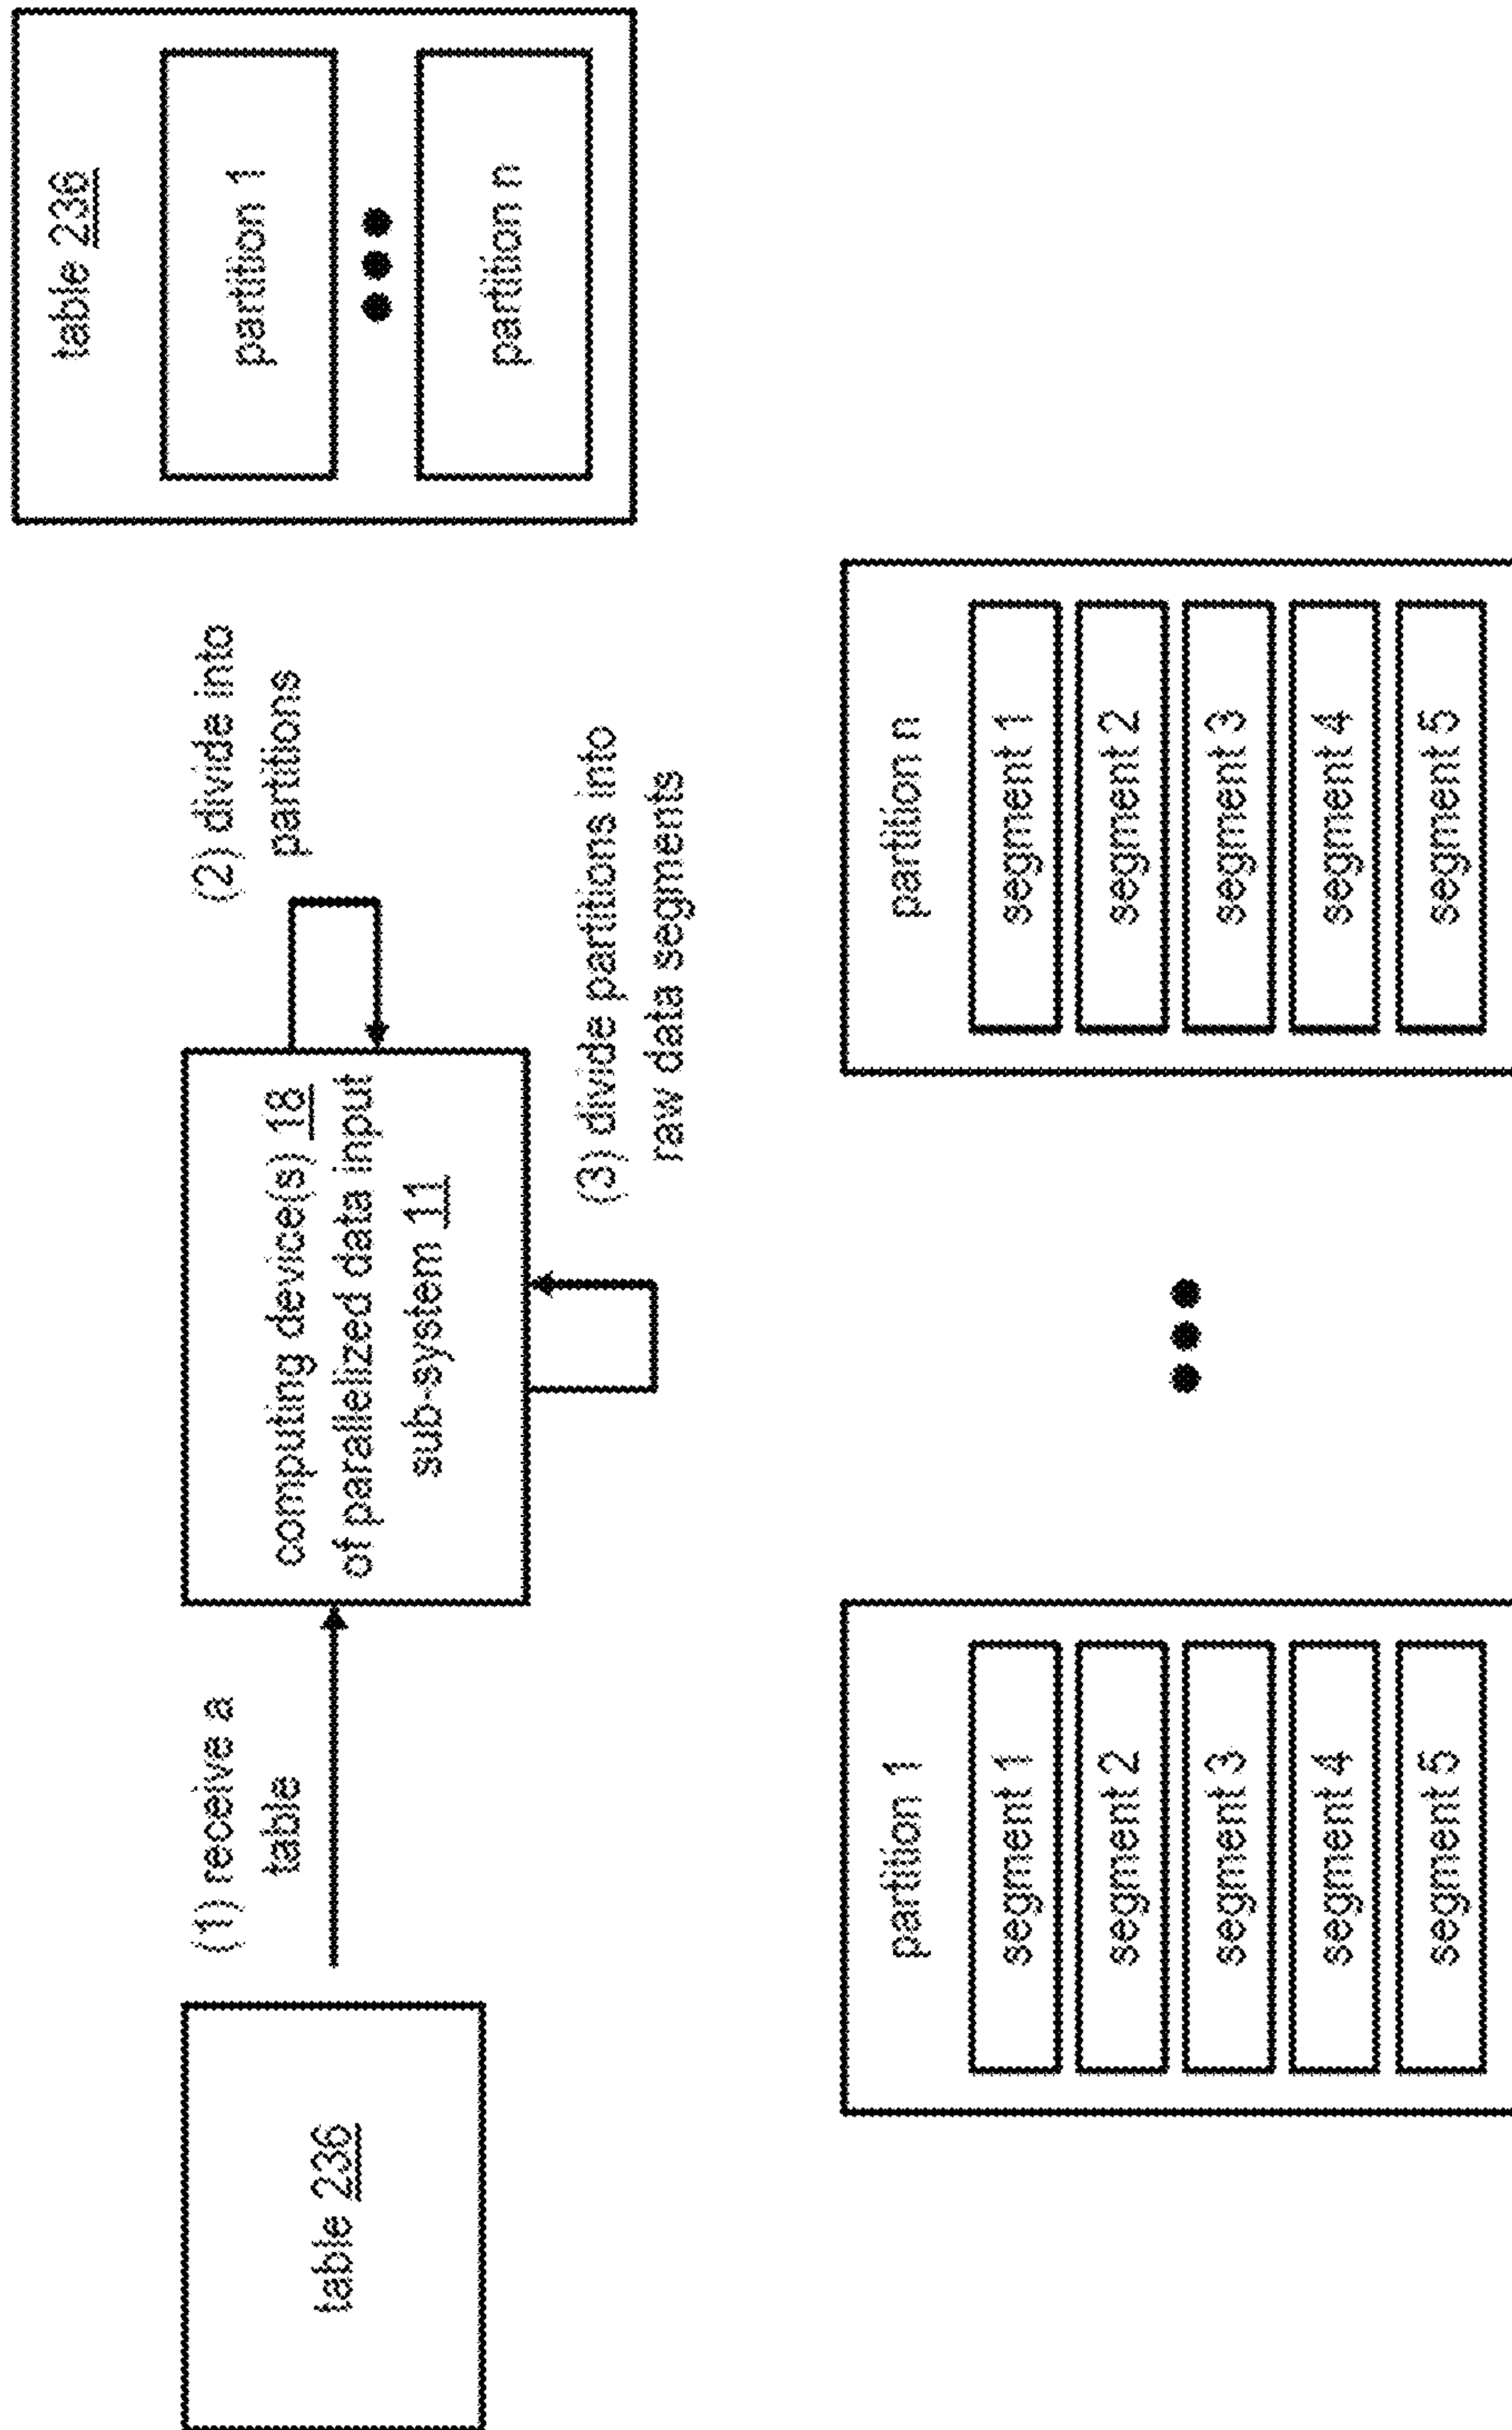 table 236
(1) receive a
table
computing device(s) 18
of parallelized data input
sub-system 11
(2) divide into
partitions
(3) divide partitions into
raw data segments
table 236
partition 1
partition n
partition 1
segment 1
segment 2
segment 3
segment 4
segment 5
partition n
segment 1
segment 2
segment 3
segment 4
segment 5